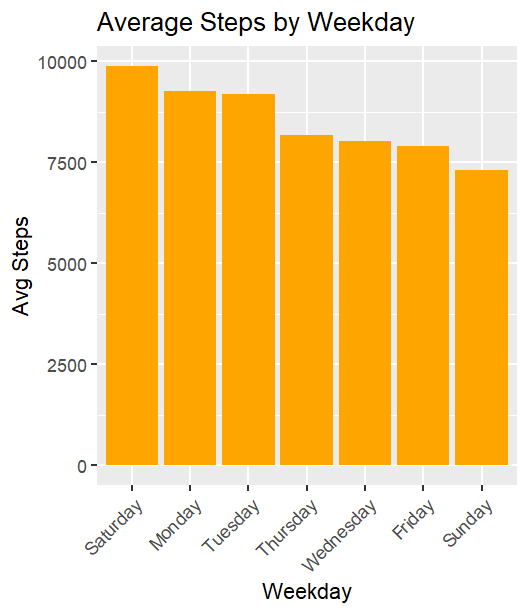 Average Steps by Weekday
Avg Steps
10000
7500
5000
2500
0
Saturday
Monday
Tuesday
Thursday
Wednesday
Friday
Sunday
Weekday